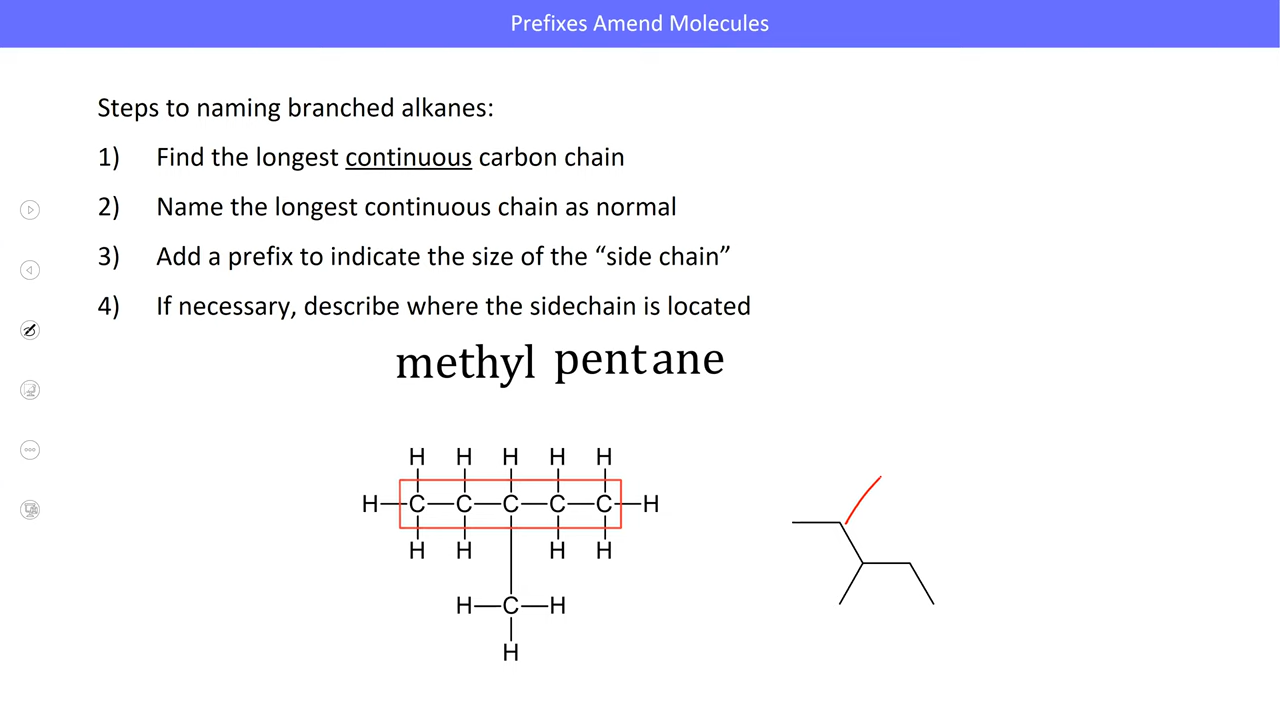 Prefixes Amend Molecules
Steps to naming branched alkanes:
1) Find the longest continuous carbon chain
2) Name the longest continuous chain as normal
3) Add a prefix to indicate the size of the “side chain”
4) If necessary, describe where the sidechain is located
methyl pentane
H H H H H
H C C C C C H
H H H H
H C H
H